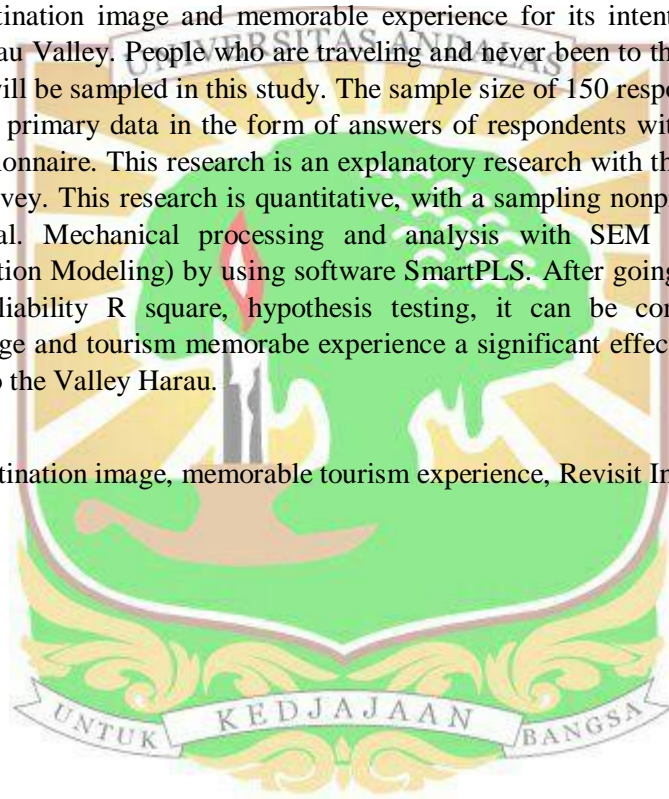 tination image and memorable experience for its intent
au Valley. People who are traveling and never been to th
UNIVERSITAS ANDALAS
vill be sampled in this study. The sample size of 150 respo
primary data in the form of answers of respondents wit
ionnaire. This research is an explanatory research with th
vey. This research is quantitative, with a sampling nonp
al. Mechanical processing and analysis with SEM
tion Modeling) by using software SmartPLS. After going
liability R square, hypothesis testing, it can be con
ge and tourism memorabe experience a significant effec
o the Valley Harau.
tination image, memorable tourism experience, Revisit In
UNTUK KEDJAJAAN BANGSA